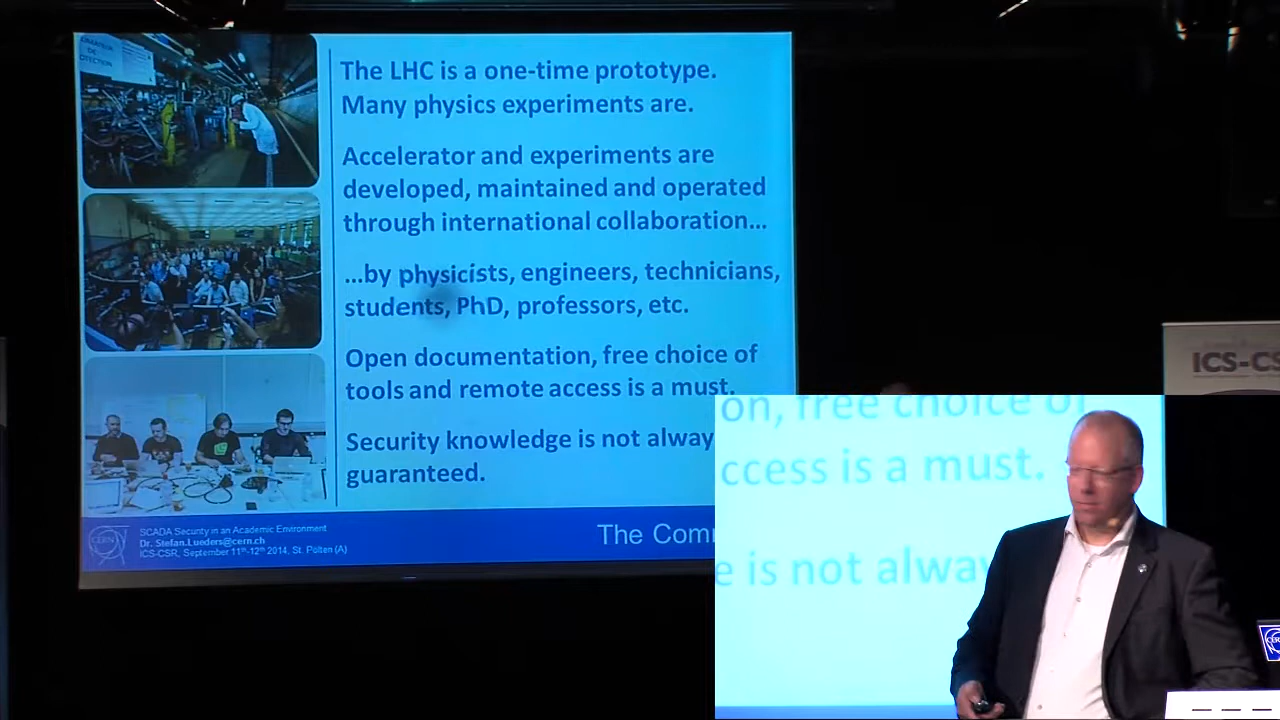 The LHC is a one-time prototype.
Many physics experiments are.
Accelerator and experiments are
developed, maintained and operated
through international collaboration…
…by physicists, engineers, technicians,
students, PhD, professors, etc.
Open documentation, free choice of
tools and remote access is a must.
Security knowledge is not alway
guaranteed.
CERN
SCADA Security in an Academic Environment
Dr. Stefan.Lueders@cern.ch
ICS-CSR, September 11th-12th 2014, St. Polten (A)
The Com
ICS-CS
on, free choice of
ccess is a must.
e is not alway
CERN